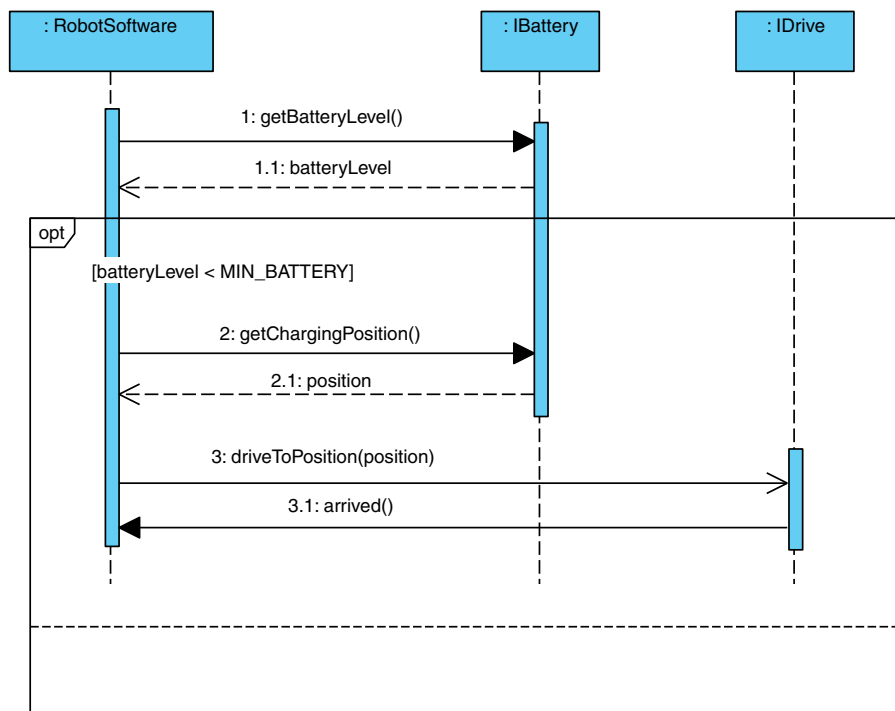 : RobotSoftware
: IBattery
: IDrive
1: getBatteryLevel()
1.1: batteryLevel
opt
[batteryLevel < MIN_BATTERY]
2: getChargingPosition()
2.1: position
3: driveToPosition(position)
3.1: arrived()